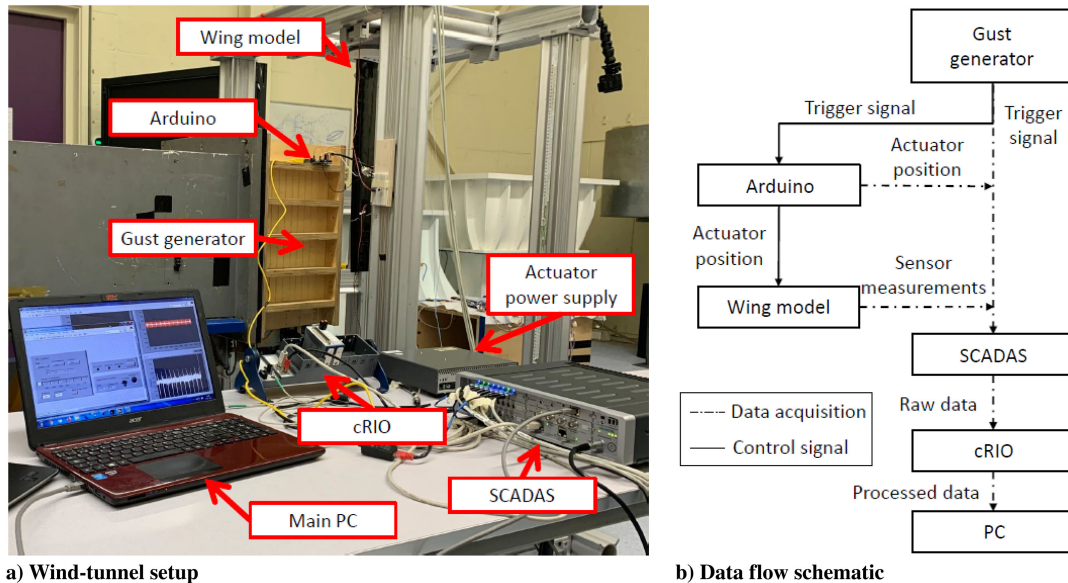 Wing model
Arduino
Gust generator
Actuator
power supply
cRIO
SCADAS
Main PC
acer
a) Wind-tunnel setup
Gust
generator
Trigger signal
Trigger
signal
Actuator
position
Arduino
Actuator
position
Sensor
measurements
Wing model
SCADAS
Data acquisition
Control signal
Raw data
cRIO
Processed data
PC
b) Data flow schematic